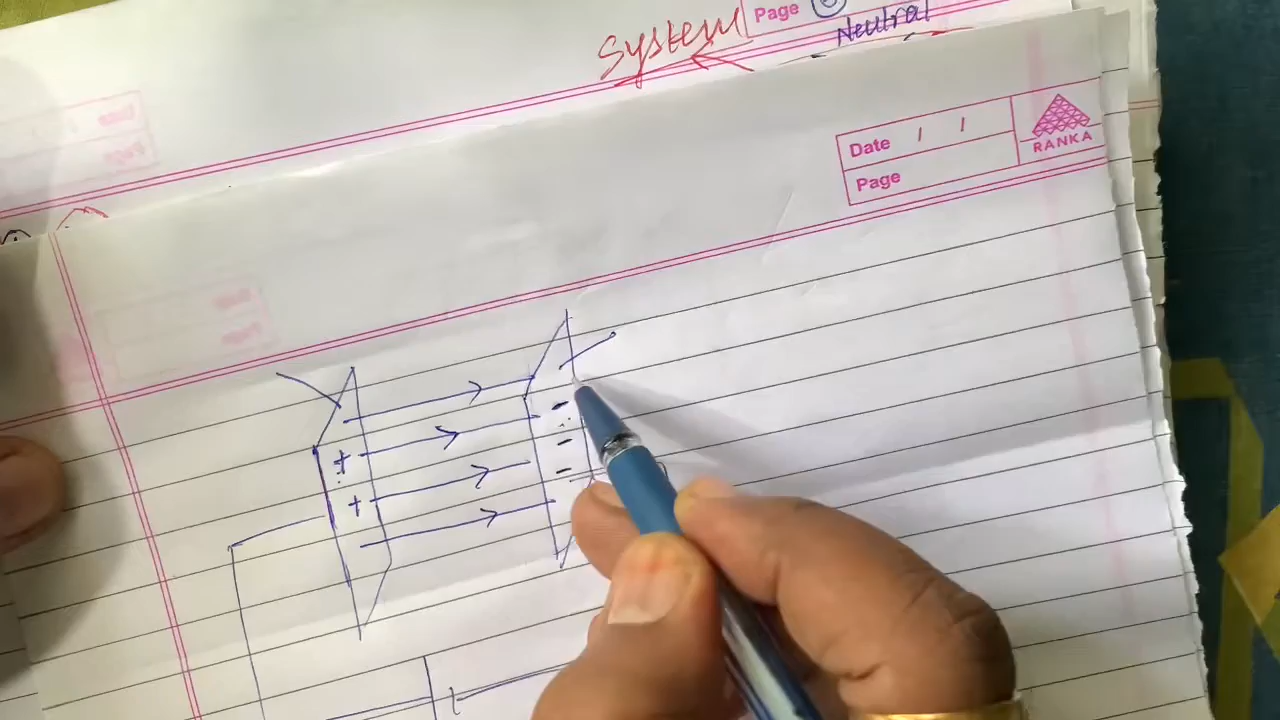 System
Page
Neutral
Date / /
Page
RANKA
+ -
+ -
-